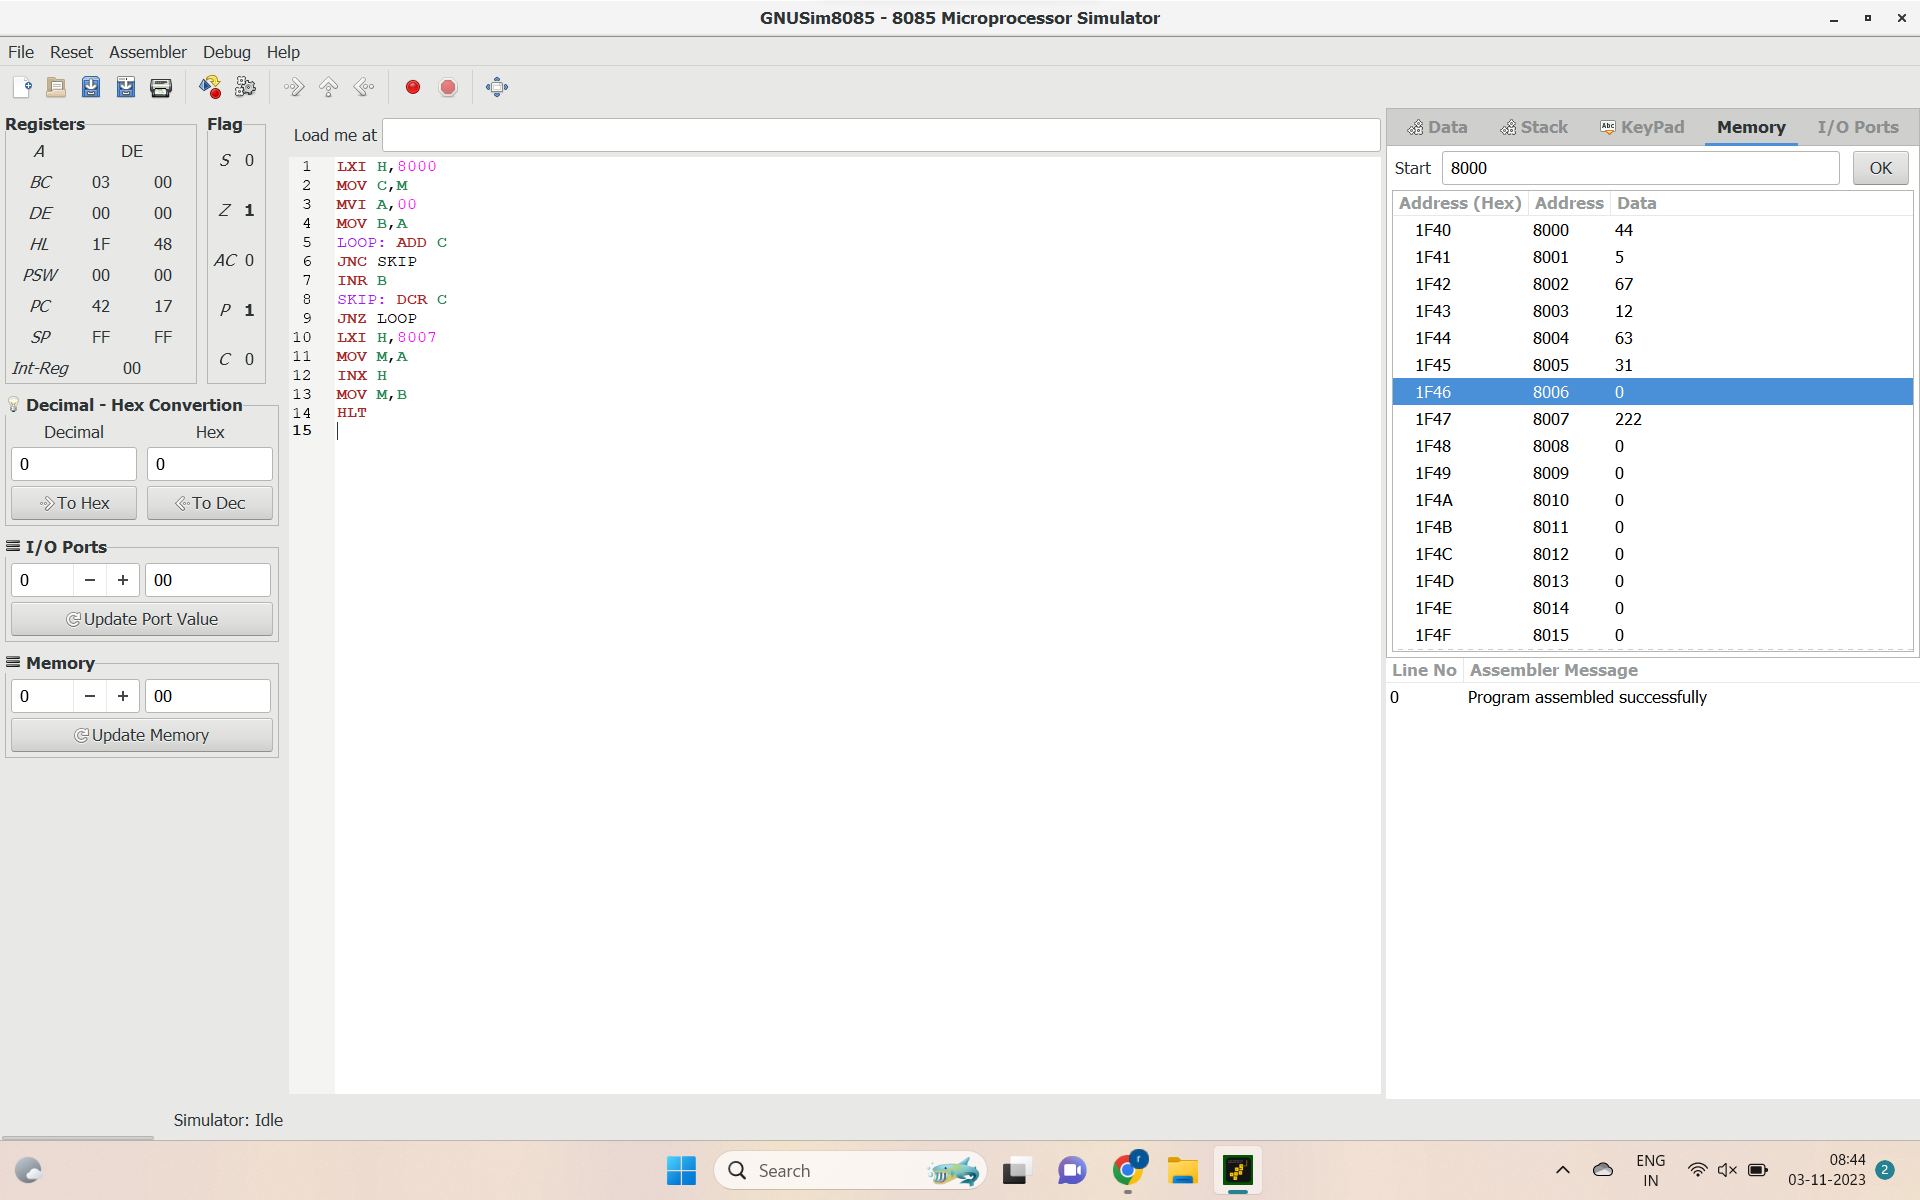 GNUSim8085 - 8085 Microprocessor Simulator
File Reset Assembler Debug Help
Registers
A DE
BC 03 00
DE 00 00
HL 1F 48
PSW 00 00
PC 42 17
SP FF FF
Int-Reg 00
Flag
S 0
Z 1
AC 0
P 1
C 0
Decimal - Hex Convertion
Decimal Hex
0 0
To Hex To Dec
I/O Ports
0 − + 00
Update Port Value
Memory
0 − + 00
Update Memory
Load me at
1 LXI H,8000
2 MOV C,M
3 MVI A,00
4 MOV B,A
5 LOOP: ADD C
6 JNC SKIP
7 INR B
8 SKIP: DCR C
9 JNZ LOOP
10 LXI H,8007
11 MOV M,A
12 INX H
13 MOV M,B
14 HLT
15
Data Stack Abc KeyPad Memory I/O Ports
Start 8000 OK
Address (Hex) Address Data
1F40 8000 44
1F41 8001 5
1F42 8002 67
1F43 8003 12
1F44 8004 63
1F45 8005 31
1F46 8006 0
1F47 8007 222
1F48 8008 0
1F49 8009 0
1F4A 8010 0
1F4B 8011 0
1F4C 8012 0
1F4D 8013 0
1F4E 8014 0
1F4F 8015 0
Line No Assembler Message
0 Program assembled successfully
Simulator: Idle
Search
r
ENG
IN
08:44
03-11-2023
2